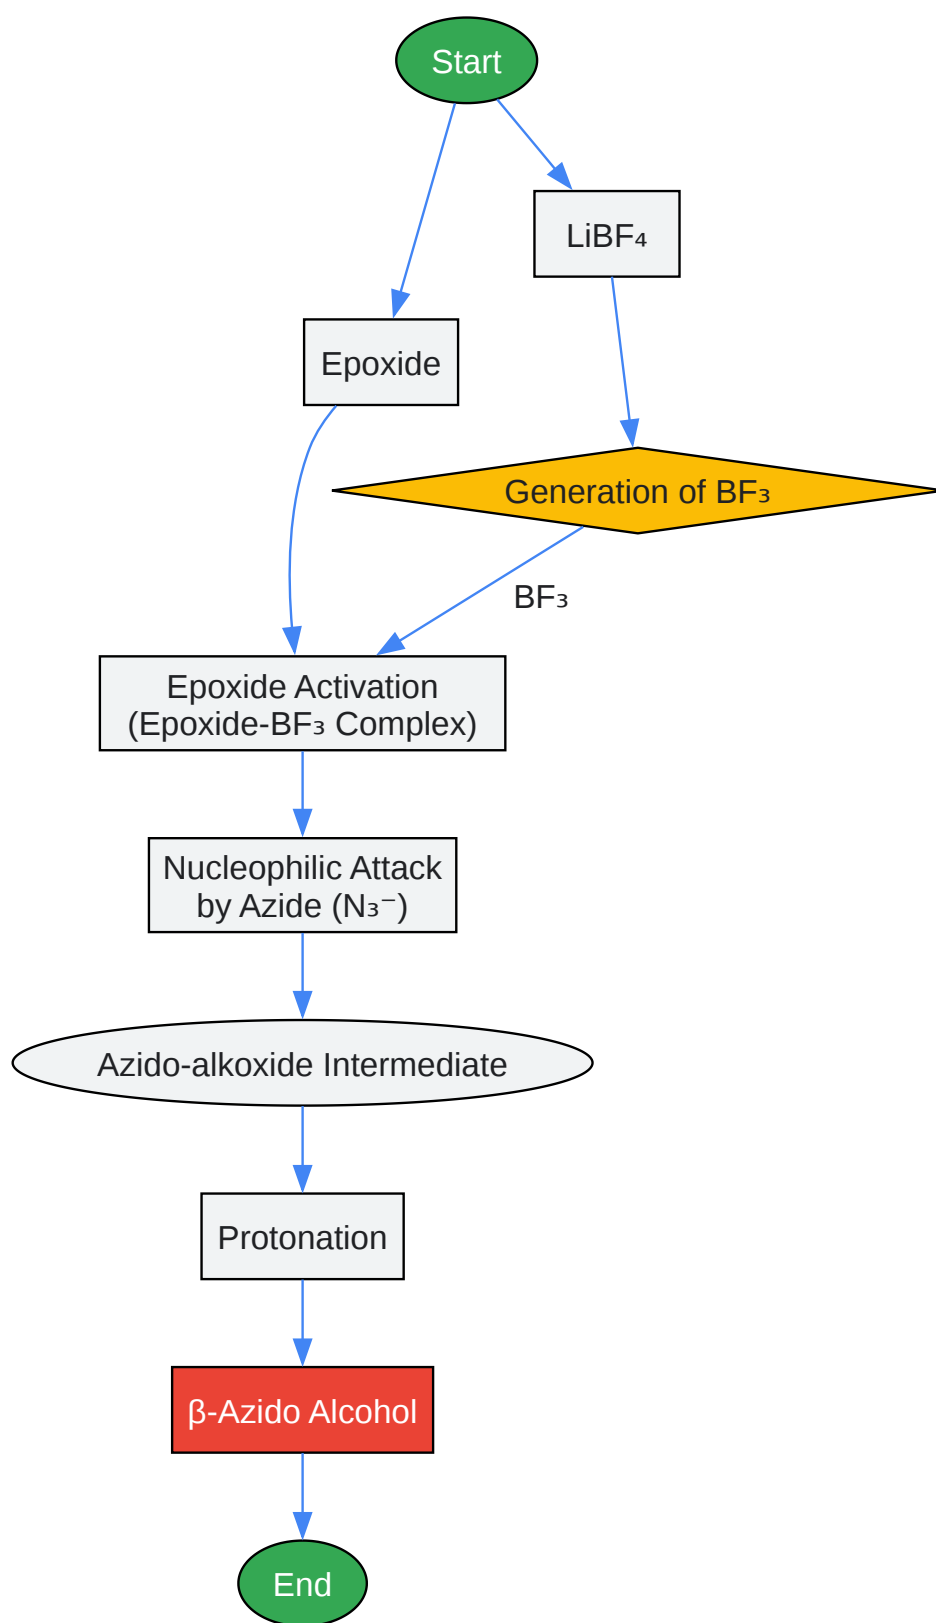 Start
LiBF₄
Epoxide
Generation of BF₃
BF₃
Epoxide Activation
(Epoxide-BF₃ Complex)
Nucleophilic Attack
by Azide (N₃⁻)
Azido-alkoxide Intermediate
Protonation
β-Azido Alcohol
End